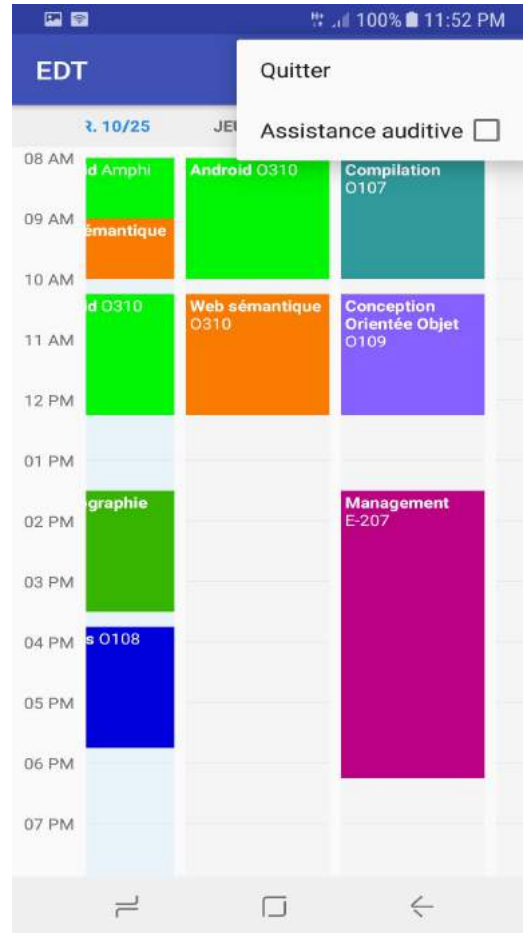 100% 11:52 PM
EDT
Quitter
Assistance auditive
R. 10/25
JEU
08 AM
09 AM
10 AM
11 AM
12 PM
01 PM
02 PM
03 PM
04 PM
05 PM
06 PM
07 PM
d Amphi
émantique
d O310
graphie
s O108
Android O310
Web sémantique
O310
Compilation
O107
Conception
Orientée Objet
O109
Management
E-207